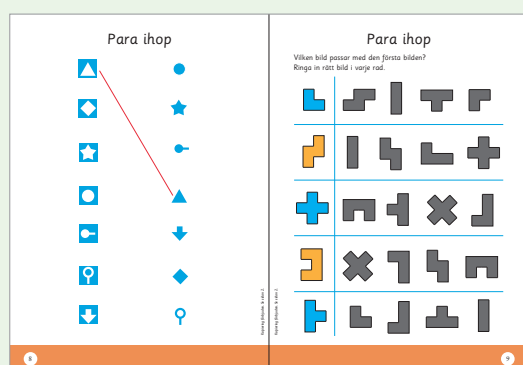 Para ihop
8
Para ihop
Vilken bild passar med den första bilden?
Ringa in rätt bild i varje rad.
9